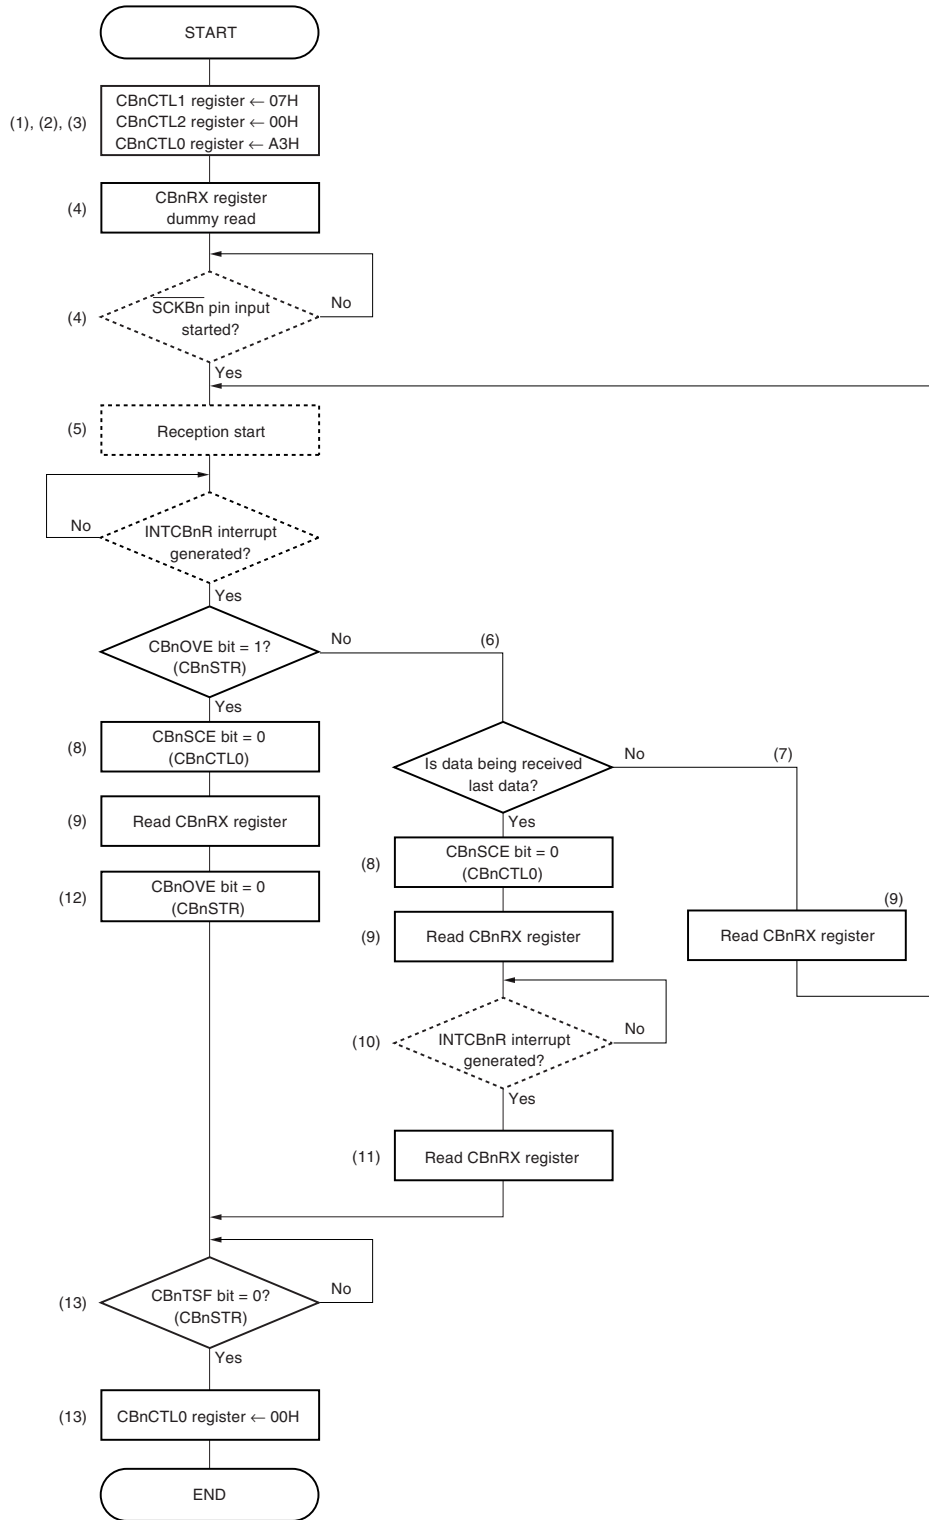 START
(1), (2), (3)
CBnCTL1 register ← 07H
CBnCTL2 register ← 00H
CBnCTL0 register ← A3H
(4)
CBnRX register
dummy read
(4)
SCKBn pin input
started?
No
Yes
(5)
Reception start
INTCBnR interrupt
generated?
No
Yes
CBnOVE bit = 1?
(CBnSTR)
No
(6)
Yes
(8)
CBnSCE bit = 0
(CBnCTL0)
(9)
Read CBnRX register
(12)
CBnOVE bit = 0
(CBnSTR)
Is data being received
last data?
No
(7)
Yes
(8)
CBnSCE bit = 0
(CBnCTL0)
(9)
Read CBnRX register
(9)
Read CBnRX register
(10)
INTCBnR interrupt
generated?
No
Yes
(11)
Read CBnRX register
(13)
CBnTSF bit = 0?
(CBnSTR)
No
Yes
(13)
CBnCTL0 register ← 00H
END